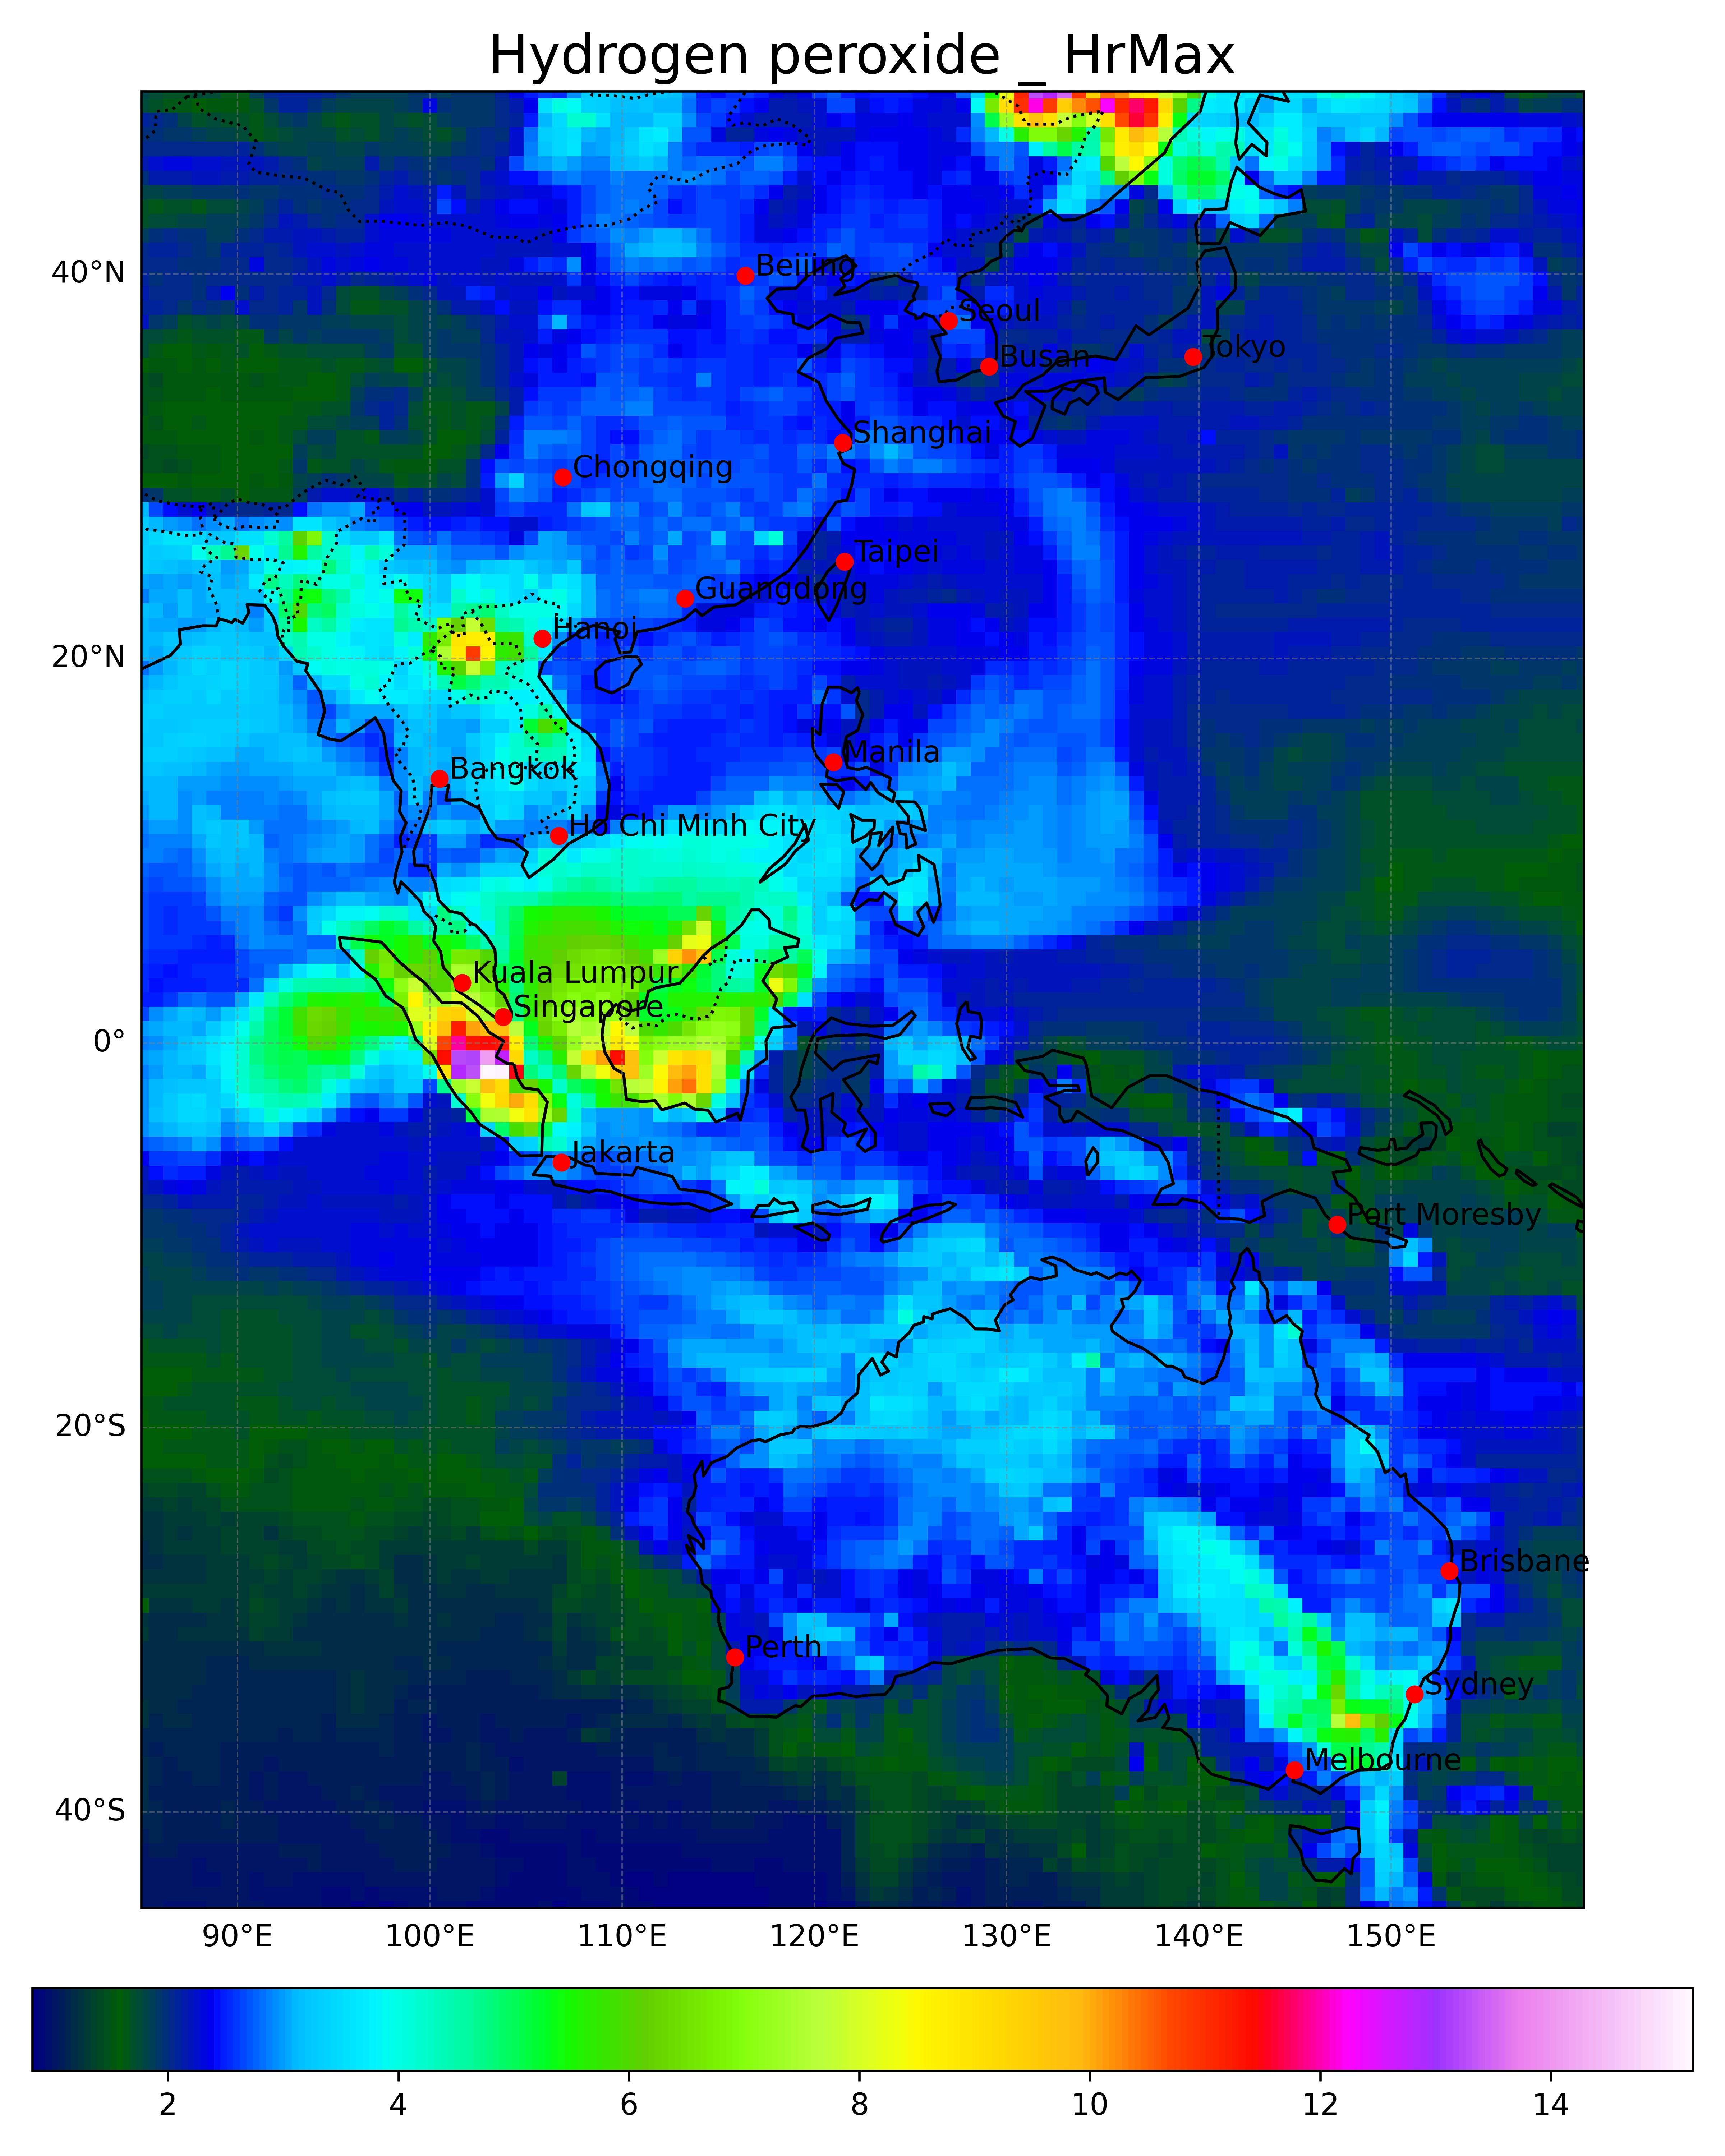 Hydrogen peroxide _ HrMax
40°N
20°N
0°
20°S
40°S
Beijing
Seoul
Busan
Tokyo
Shanghai
Chongqing
Taipei
Guangdong
Hanoi
Manila
Bangkok
Ho Chi Minh City
Kuala Lumpur
Singapore
Jakarta
Port Moresby
Brisbane
Perth
Sydney
Melbourne
90°E 100°E 110°E 120°E 130°E 140°E 150°E
2 4 6 8 10 12 14